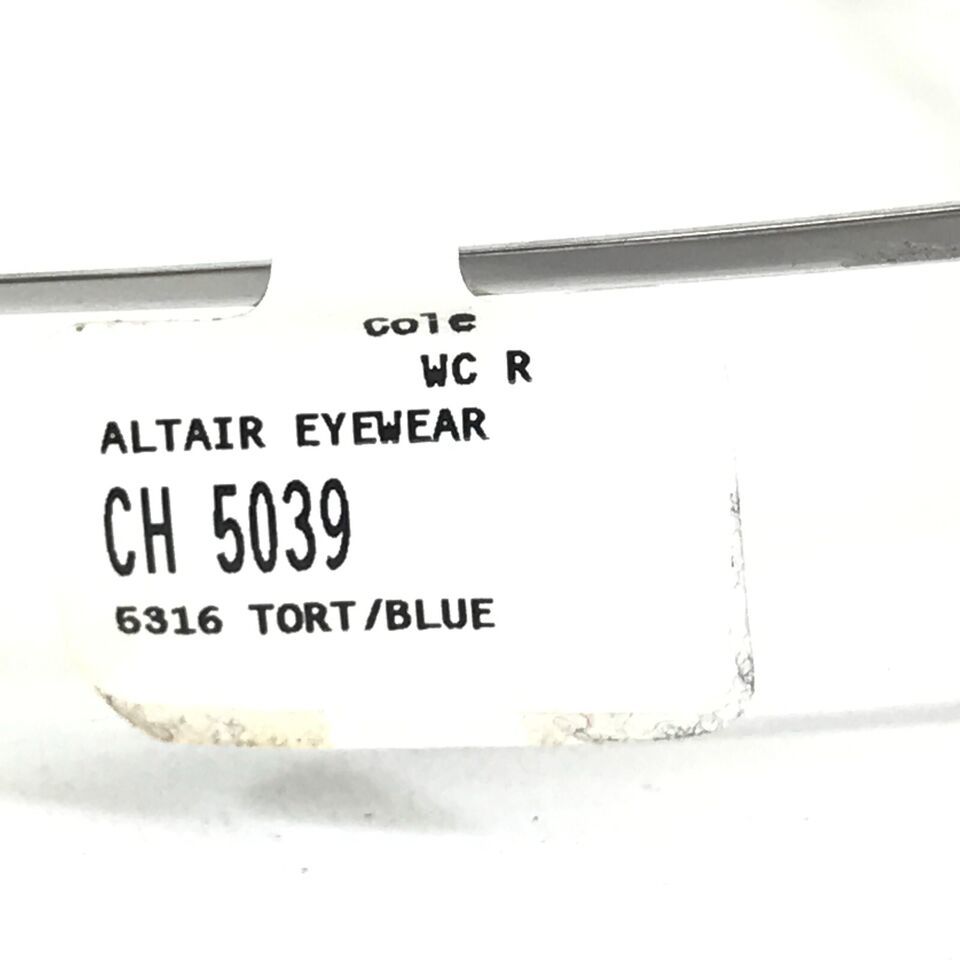 Cole
WC R
ALTAIR EYEWEAR
CH 5039
5316 TORT/BLUE